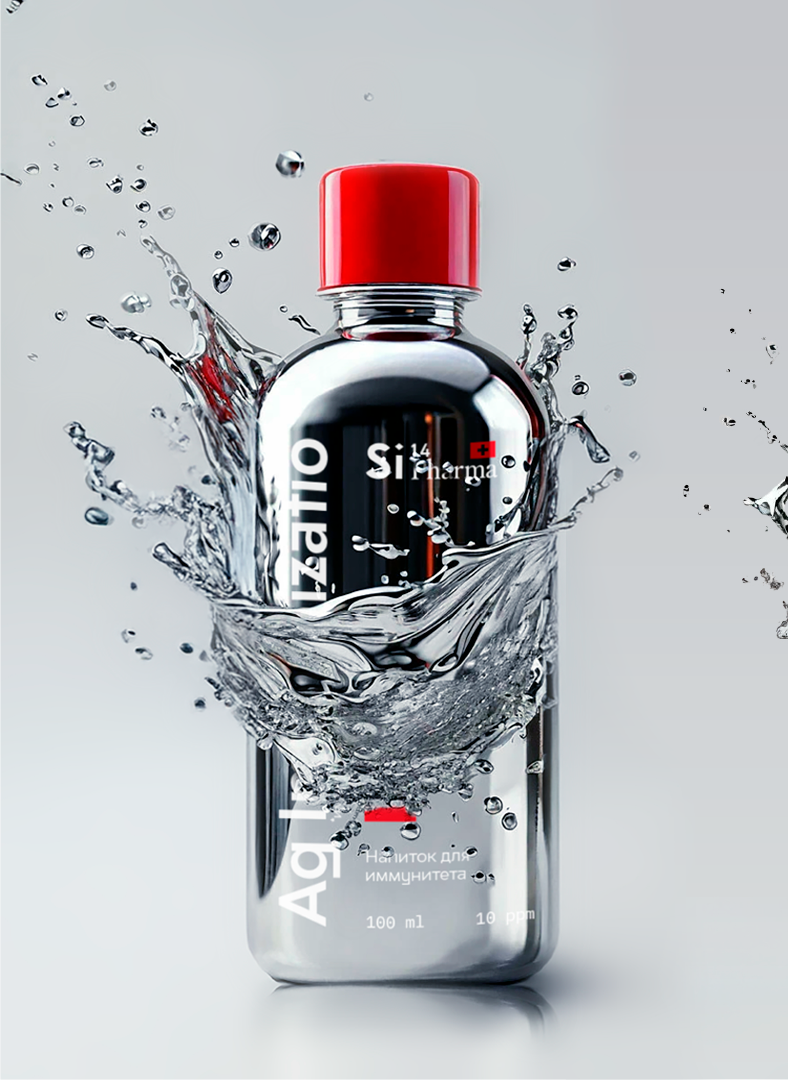 Si 14
Pharma
Напиток для
иммунитета
100 ml
10 ppm
Ag